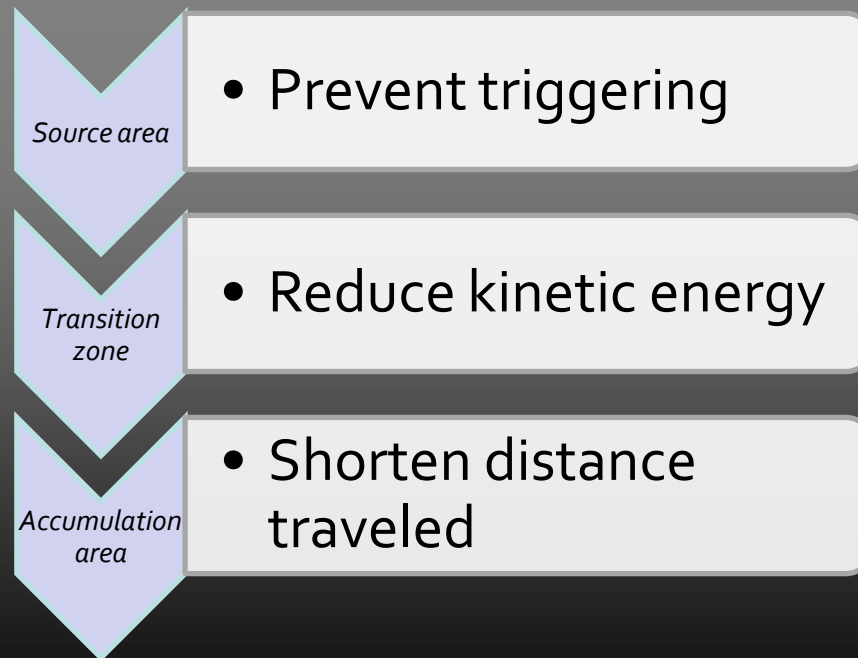 Source area
• Prevent triggering
Transition
zone
• Reduce kinetic energy
Accumulation
area
• Shorten distance
traveled